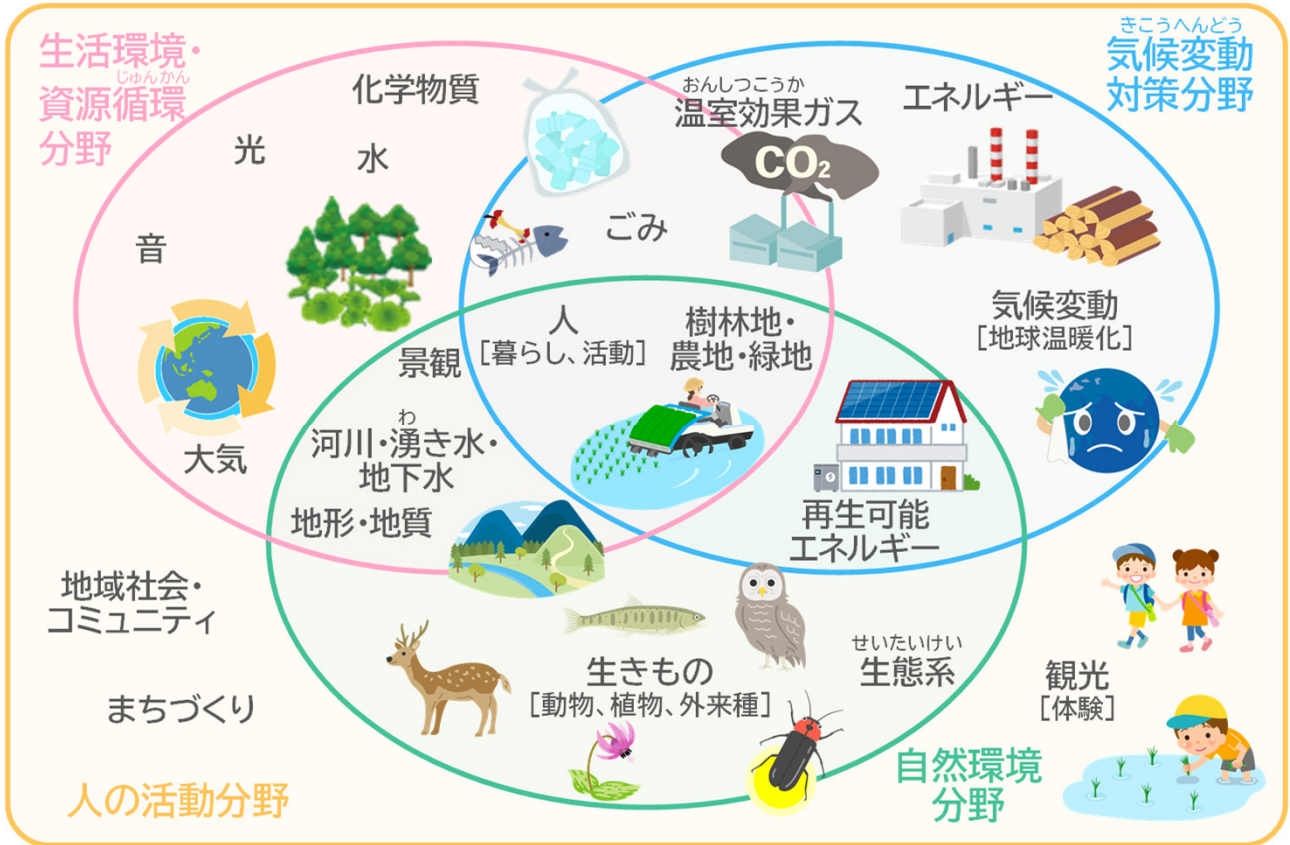 生活環境・
じゅんかん
資源循環
分野
きこうへんどう
気候変動
対策分野
化学物質
光
水
音
大気
おんしつこうか
温室効果ガス
CO₂
エネルギー
ごみ
気候変動
[地球温暖化]
人
[暮らし、活動]
樹林地・
農地・緑地
景観
わ
河川・湧き水・
地下水
地形・地質
再生可能
エネルギー
地域社会・
コミュニティ
まちづくり
人の活動分野
生きもの
[動物、植物、外来種]
せいたいけい
生態系
自然環境
分野
観光
[体験]